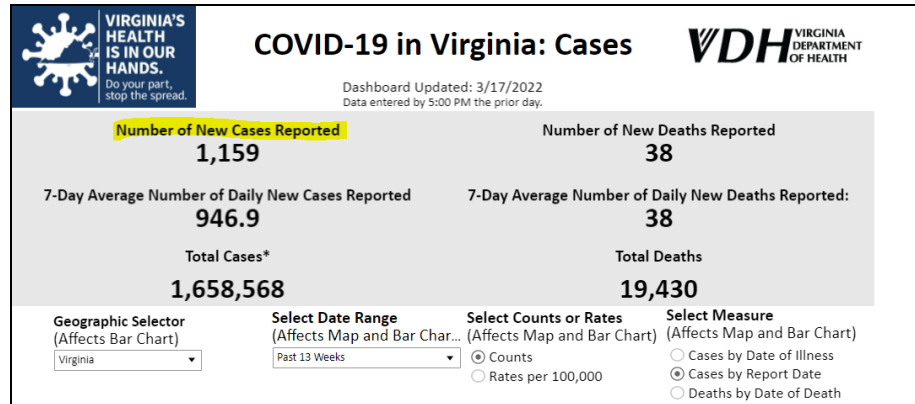 VIRGINIA'S
HEALTH
IS IN OUR
HANDS.
Do your part,
stop the spread.
COVID-19 in Virginia: Cases
VDH VIRGINIA
DEPARTMENT
OF HEALTH
Dashboard Updated: 3/17/2022
Data entered by 5:00 PM the prior day.
Number of New Cases Reported
1,159
Number of New Deaths Reported
38
7-Day Average Number of Daily New Cases Reported
946.9
7-Day Average Number of Daily New Deaths Reported:
38
Total Cases*
1,658,568
Total Deaths
19,430
Geographic Selector
(Affects Bar Chart)
Virginia
Select Date Range
(Affects Map and Bar Char...
Past 13 Weeks
Select Counts or Rates
(Affects Map and Bar Chart)
Counts
Rates per 100,000
Select Measure
(Affects Map and Bar Chart)
Cases by Date of Illness
Cases by Report Date
Deaths by Date of Death